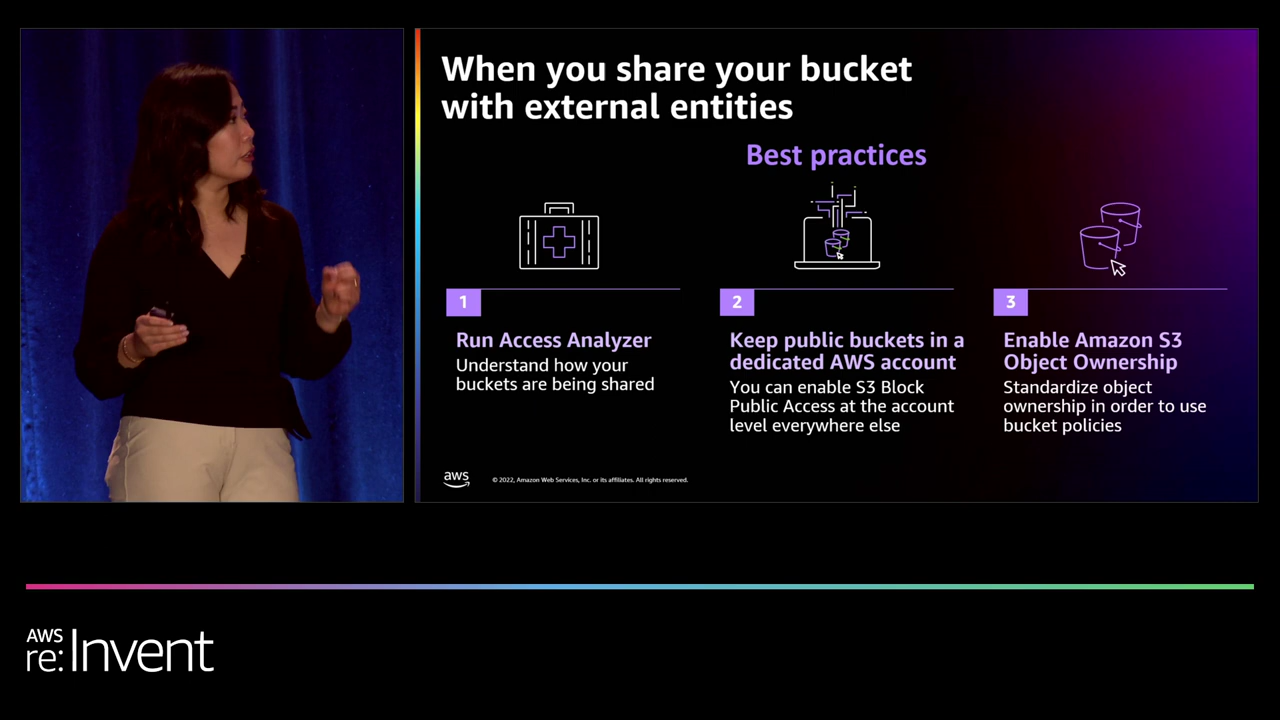 When you share your bucket
with external entities
Best practices
1
Run Access Analyzer
Understand how your
buckets are being shared
2
Keep public buckets in a
dedicated AWS account
You can enable S3 Block
Public Access at the account
level everywhere else
3
Enable Amazon S3
Object Ownership
Standardize object
ownership in order to use
bucket policies
aws
© 2022, Amazon Web Services, Inc. or its affiliates. All rights reserved.
AWS
re:Invent